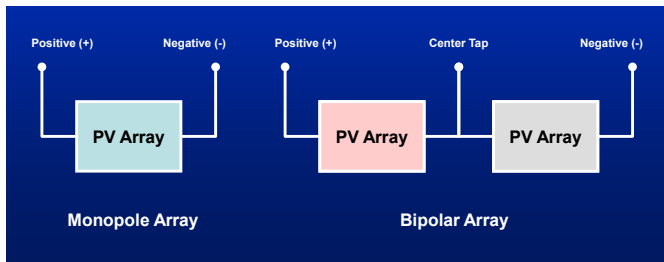 Positive (+)
Negative (-)
Positive (+)
Center Tap
Negative (-)
PV Array
PV Array
PV Array
Monopole Array
Bipolar Array